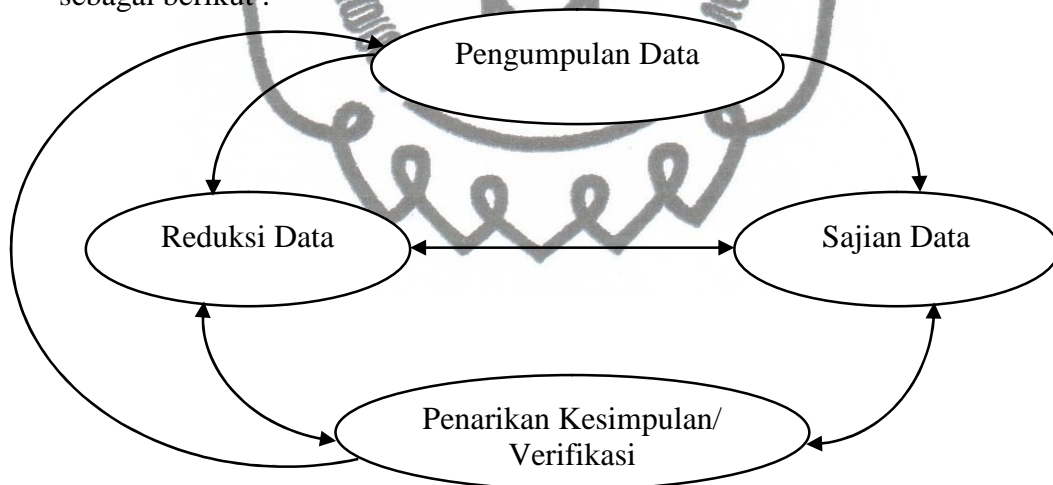 sebagai berikut :
Pengumpulan Data
Reduksi Data
Sajian Data
Penarikan Kesimpulan/
Verifikasi